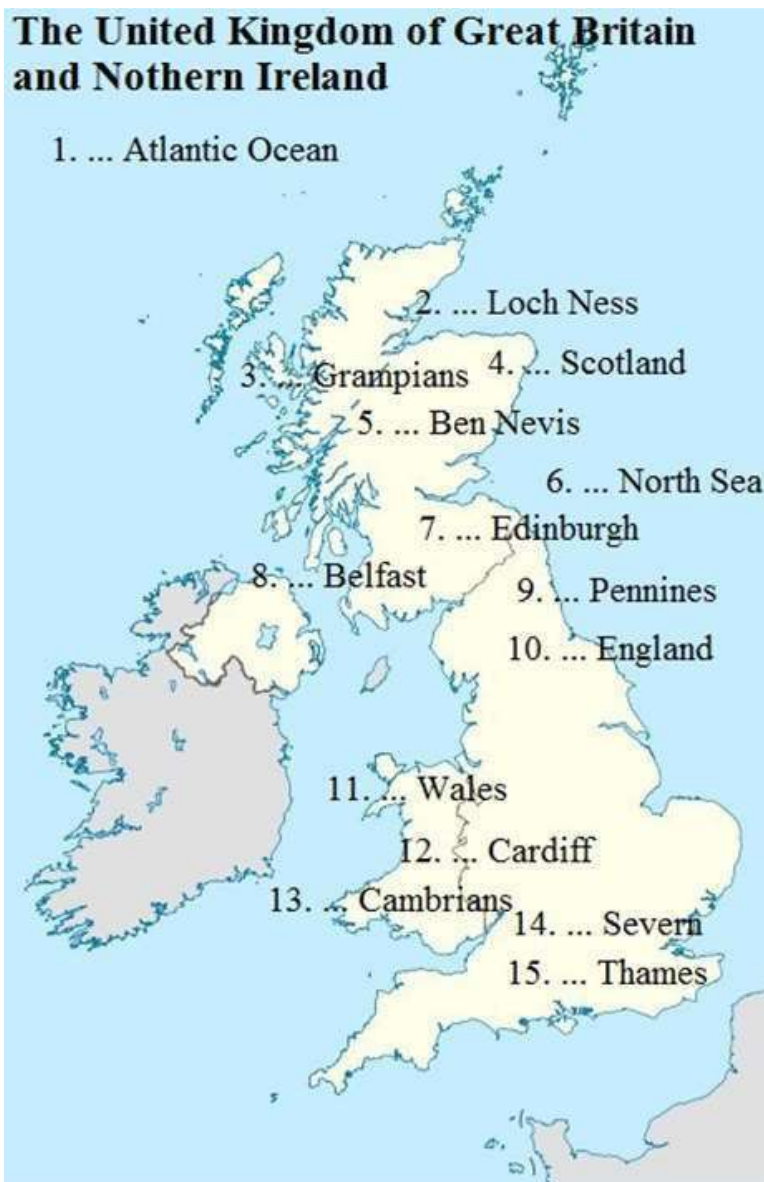 The United Kingdom of Great Britain
and Nothern Ireland
1. ... Atlantic Ocean
2. ... Loch Ness
3. ... Grampians
4. ... Scotland
5. ... Ben Nevis
6. ... North Sea
7. ... Edinburgh
8. ... Belfast
9. ... Pennines
10. ... England
11. ... Wales
12. ... Cardiff
13. ... Cambrians
14. ... Severn
15. ... Thames